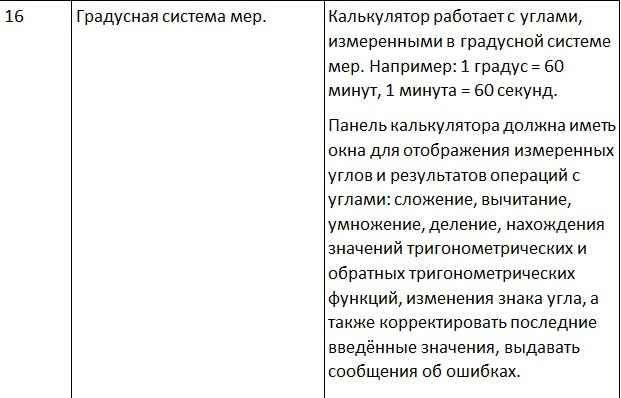 16
Градусная система мер.
Калькулятор работает с углами,
измеренными в градусной системе
мер. Например: 1 градус = 60
минут, 1 минута = 60 секунд.
Панель калькулятора должна иметь
окна для отображения измеренных
углов и результатов операций с
углами: сложение, вычитание,
умножение, деление, нахождения
значений тригонометрических и
обратных тригонометрических
функций, изменения знака угла, а
также корректировать последние
введённые значения, выдавать
сообщения об ошибках.